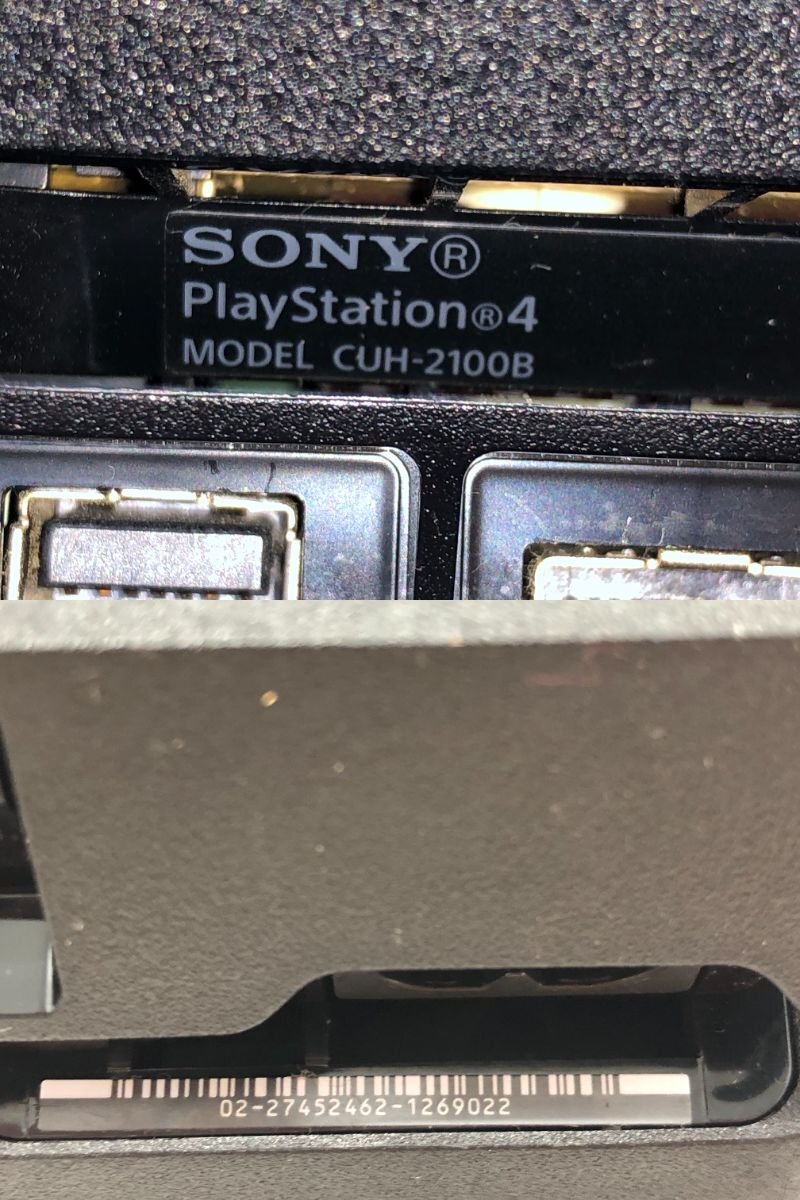 SONY®
PlayStation®4
MODEL CUH-2100B
02-27452462-1269022